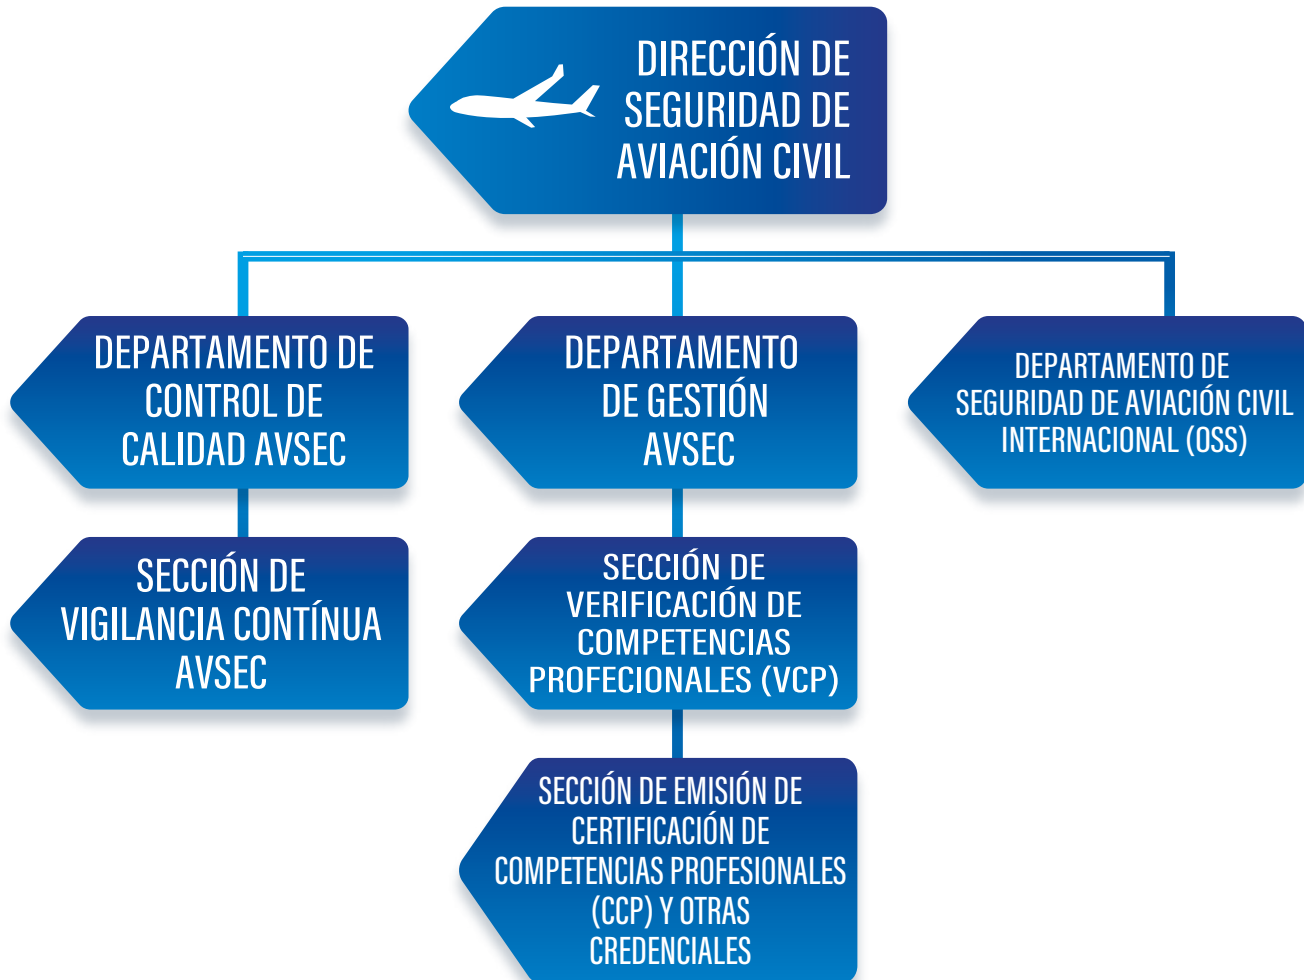 DIRECCIÓN DE
SEGURIDAD DE
AVIACIÓN CIVIL
DEPARTAMENTO DE
CONTROL DE
CALIDAD AVSEC
DEPARTAMENTO
DE GESTIÓN
AVSEC
DEPARTAMENTO DE
SEGURIDAD DE AVIACIÓN CIVIL
INTERNACIONAL (OSS)
SECCIÓN DE
VIGILANCIA CONTÍNUA
AVSEC
SECCIÓN DE
VERIFICACIÓN DE
COMPETENCIAS
PROFECIONALES (VCP)
SECCIÓN DE EMISIÓN DE
CERTIFICACIÓN DE
COMPETENCIAS PROFESIONALES
(CCP) Y OTRAS
CREDENCIALES